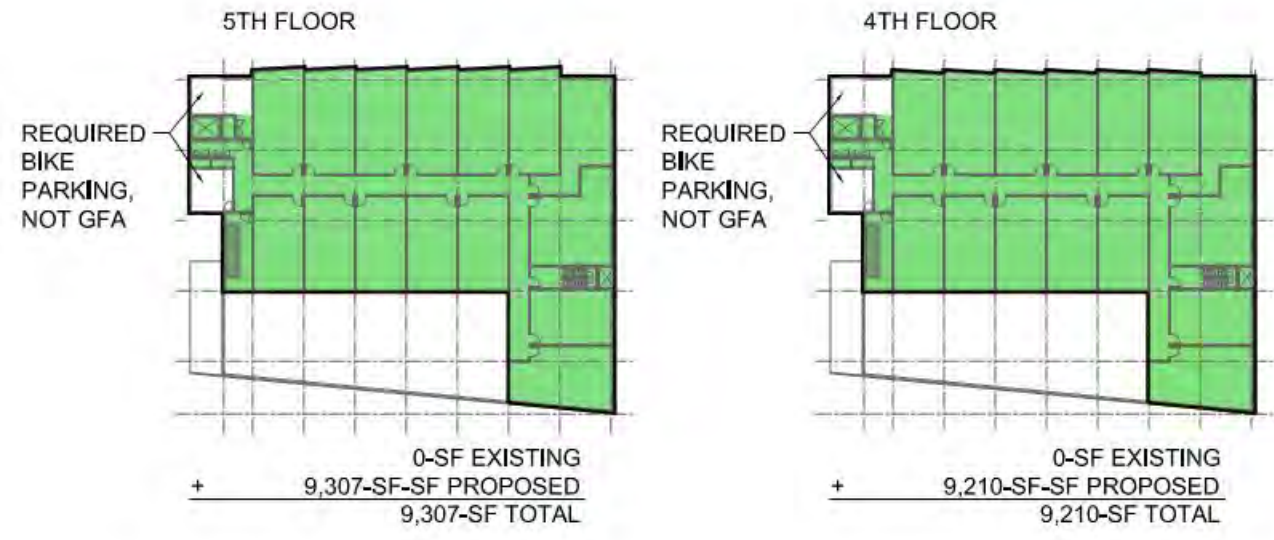 5TH FLOOR
REQUIRED
BIKE
PARKING,
NOT GFA
0-SF EXISTING
+ 9,307-SF-SF PROPOSED
9,307-SF TOTAL
4TH FLOOR
REQUIRED
BIKE
PARKING,
NOT GFA
0-SF EXISTING
+ 9,210-SF-SF PROPOSED
9,210-SF TOTAL